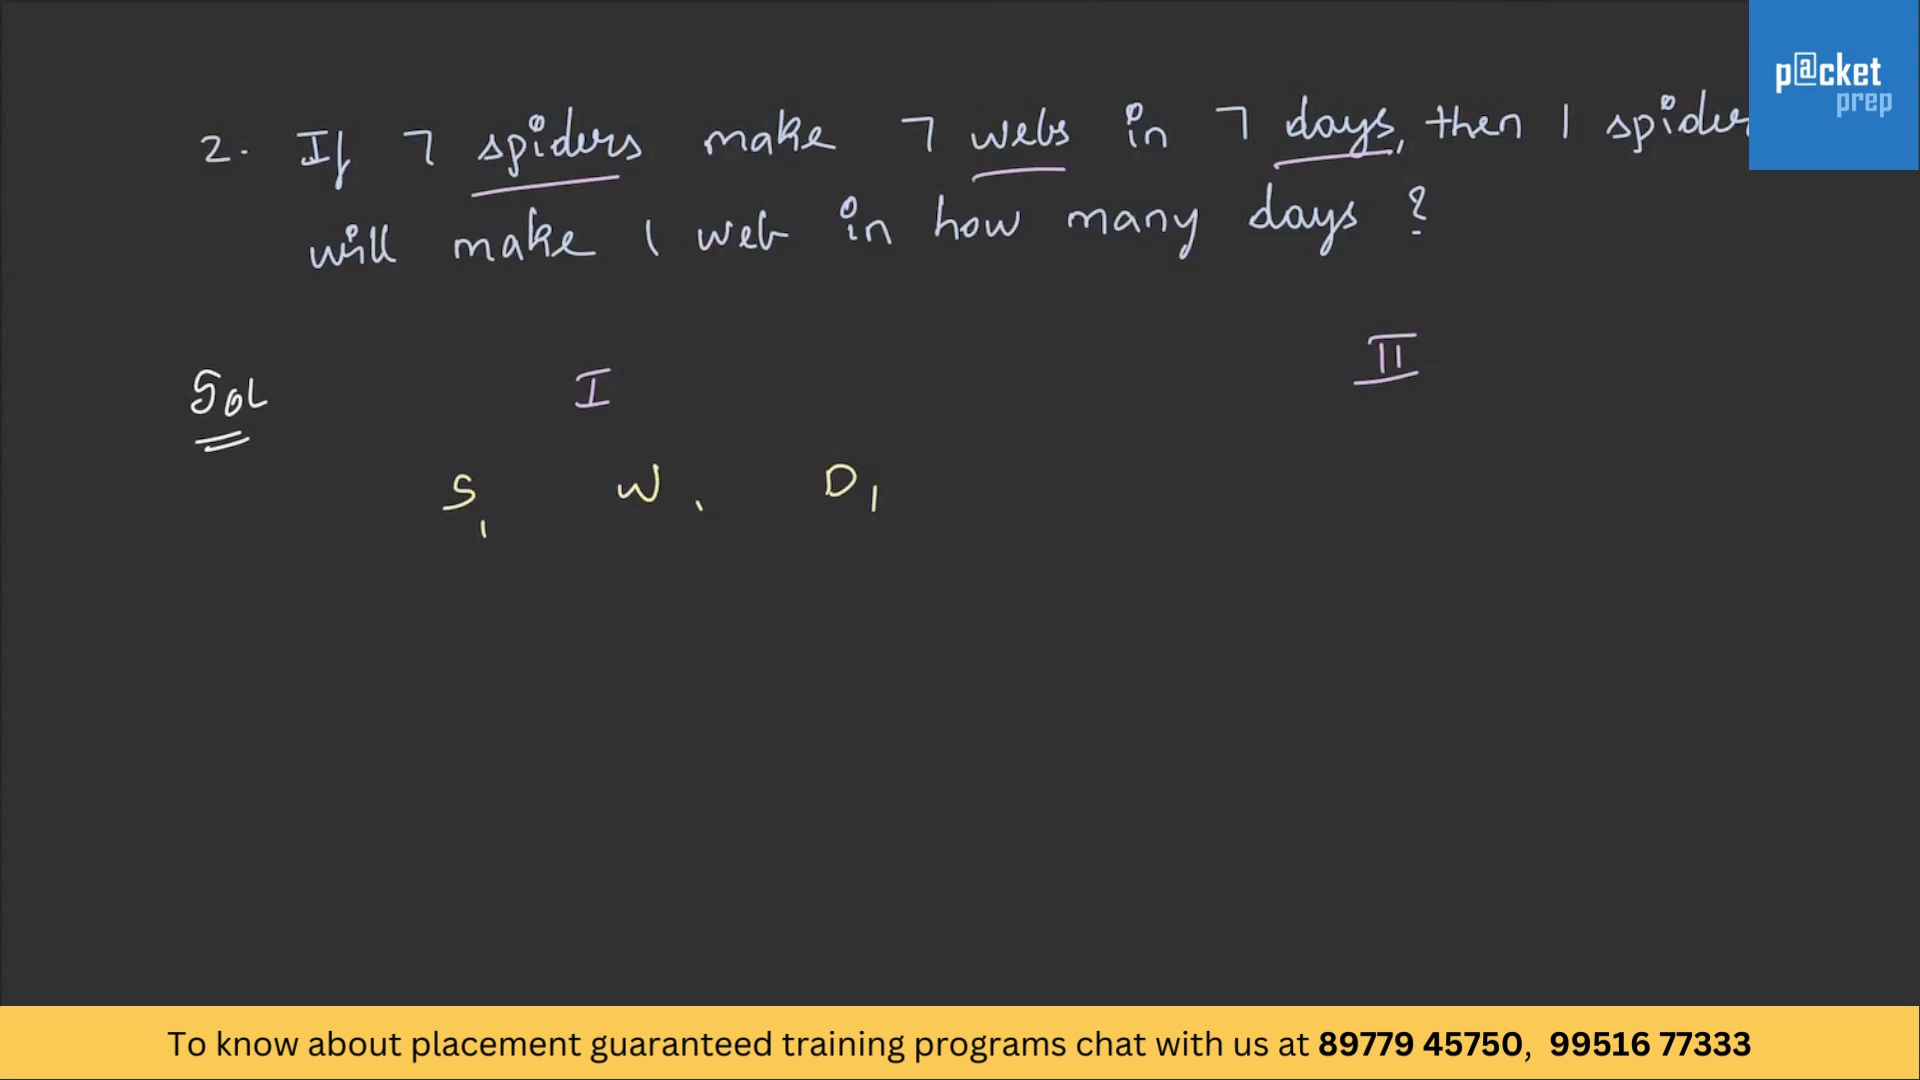 p@cket
prep
2. If 7 spiders make 7 webs in 7 days, then 1 spider
will make 1 web in how many days ?
I
II
Sol
S1 W1 D1
To know about placement guaranteed training programs chat with us at 89779 45750, 99516 77333